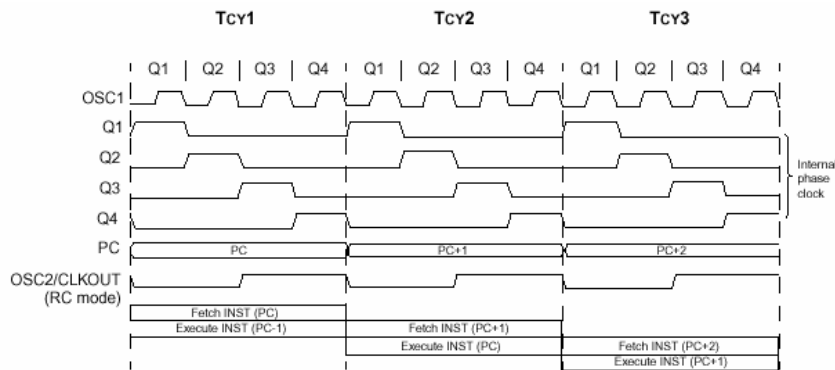 TCY1 TCY2 TCY3
Q1 Q2 Q3 Q4 Q1 Q2 Q3 Q4 Q1 Q2 Q3 Q4
OSC1
Q1
Q2
Q3
Q4
Internal
phase
clock
PC PC PC+1 PC+2
OSC2/CLKOUT
(RC mode)
Fetch INST (PC)
Execute INST (PC-1) Fetch INST (PC+1)
Execute INST (PC) Fetch INST (PC+2)
Execute INST (PC+1)